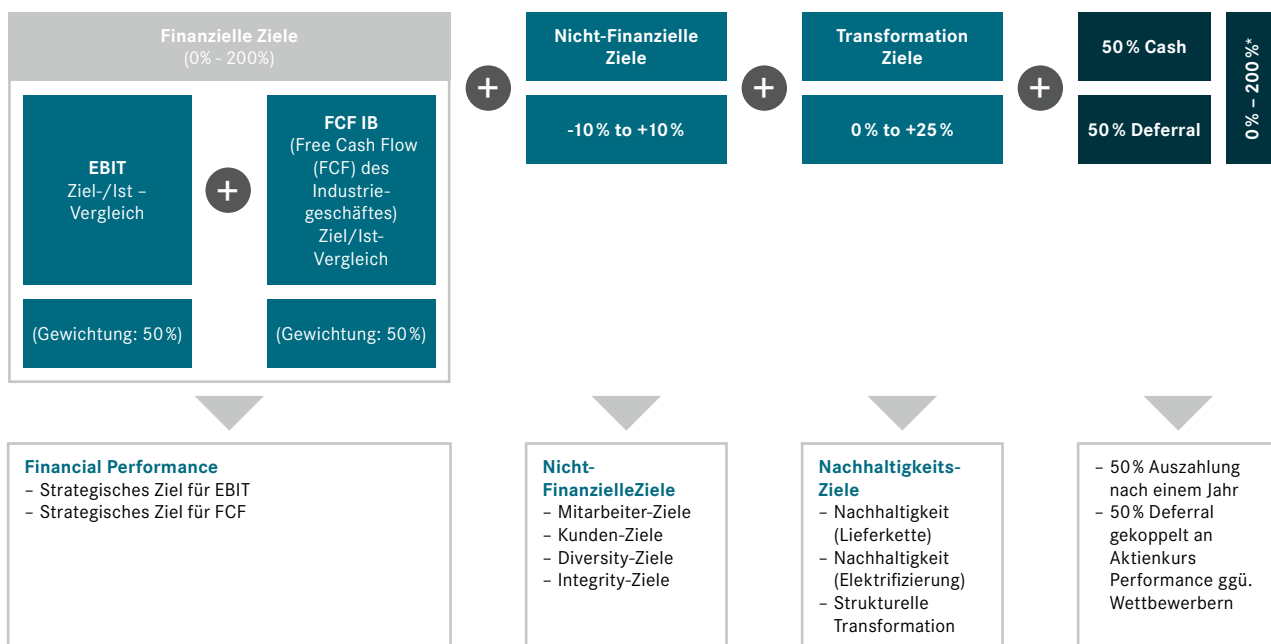 Finanzielle Ziele
(0% - 200%)
EBIT
Ziel-/Ist –
Vergleich
+
FCF IB
(Free Cash Flow
(FCF) des
Industrie-
geschäftes)
Ziel/Ist-
Vergleich
(Gewichtung: 50%)
(Gewichtung: 50%)
+
Nicht-Finanzielle
Ziele
-10% to +10%
+
Transformation
Ziele
0% to +25%
+
50% Cash
50% Deferral
0% – 200%*
Financial Performance
– Strategisches Ziel für EBIT
– Strategisches Ziel für FCF
Nicht-
FinanzielleZiele
– Mitarbeiter-Ziele
– Kunden-Ziele
– Diversity-Ziele
– Integrity-Ziele
Nachhaltigkeits-
Ziele
– Nachhaltigkeit
(Lieferkette)
– Nachhaltigkeit
(Elektrifizierung)
– Strukturelle
Transformation
– 50% Auszahlung
nach einem Jahr
– 50% Deferral
gekoppelt an
Aktienkurs
Performance ggü.
Wettbewerbern